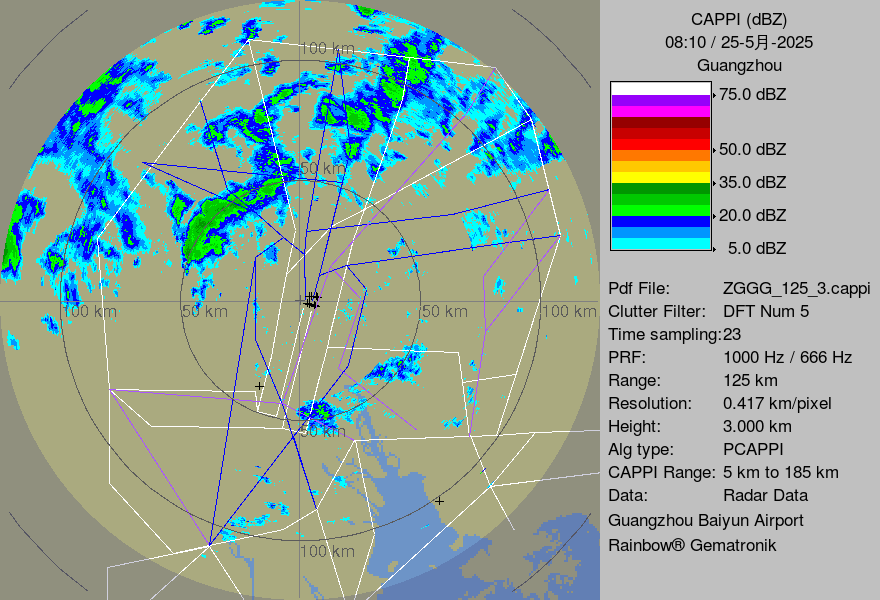 100 km
50 km
100 km
50 km
50 km
100 km
50 km
100 km
CAPPI (dBZ)
08:10 / 25-5月-2025
Guangzhou
75.0 dBZ
50.0 dBZ
35.0 dBZ
20.0 dBZ
5.0 dBZ
Pdf File: ZGGG_125_3.cappi
Clutter Filter: DFT Num 5
Time sampling:23
PRF: 1000 Hz / 666 Hz
Range: 125 km
Resolution: 0.417 km/pixel
Height: 3.000 km
Alg type: PCAPPI
CAPPI Range: 5 km to 185 km
Data: Radar Data
Guangzhou Baiyun Airport
Rainbow® Gematronik